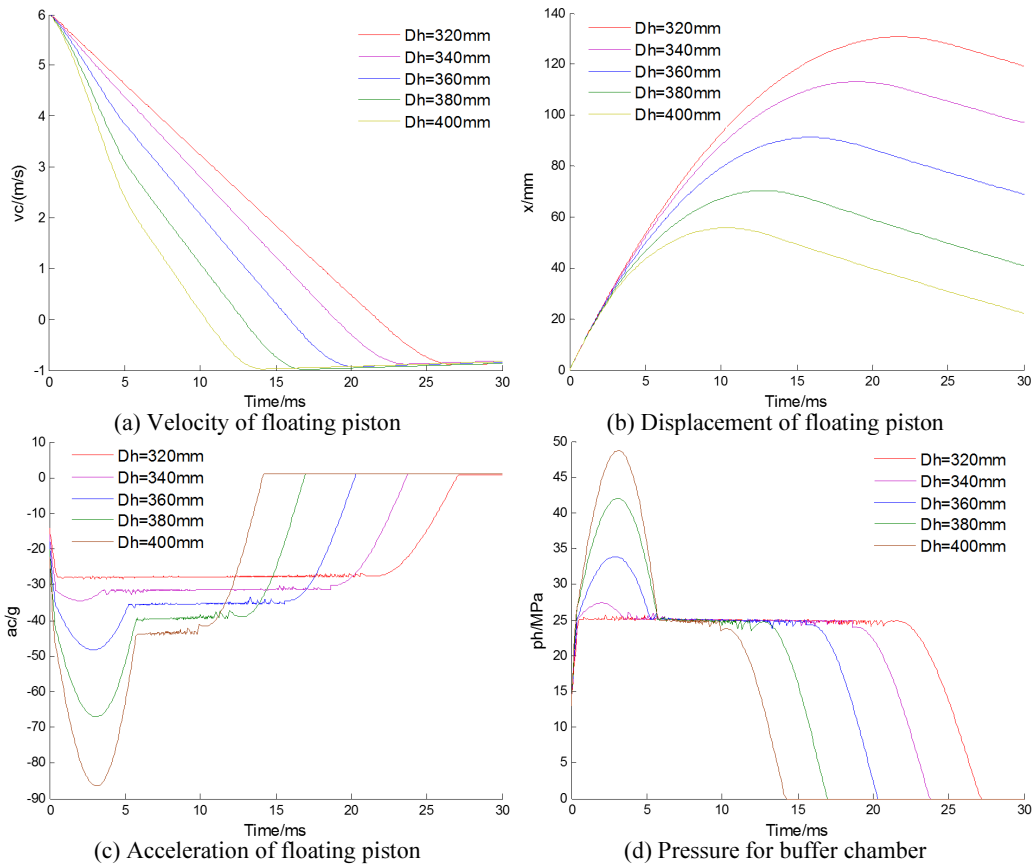 6
5
4
3
2
1
0
-1
vc/(m/s)
0 5 10 15 20 25 30
Time/ms
Dh=320mm
Dh=340mm
Dh=360mm
Dh=380mm
Dh=400mm
(a) Velocity of floating piston
140
120
100
80
60
40
20
0
x/mm
0 5 10 15 20 25 30
Time/ms
Dh=320mm
Dh=340mm
Dh=360mm
Dh=380mm
Dh=400mm
(b) Displacement of floating piston
10
0
-10
-20
-30
-40
-50
-60
-70
-80
-90
ac/g
0 5 10 15 20 25 30
Time/ms
Dh=320mm
Dh=340mm
Dh=360mm
Dh=380mm
Dh=400mm
(c) Acceleration of floating piston
50
45
40
35
30
25
20
15
10
5
0
ph/MPa
0 5 10 15 20 25 30
Time/ms
Dh=320mm
Dh=340mm
Dh=360mm
Dh=380mm
Dh=400mm
(d) Pressure for buffer chamber